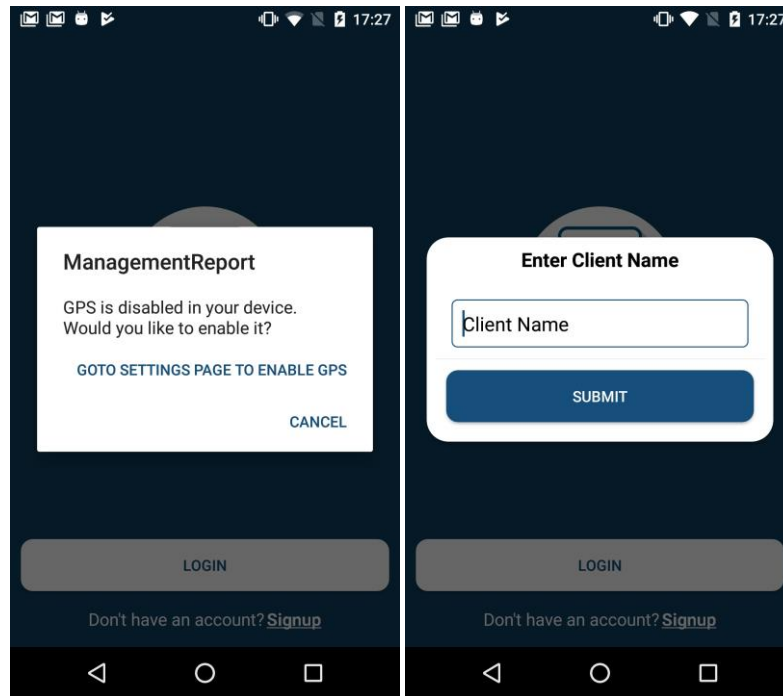 17:27
ManagementReport
GPS is disabled in your device.
Would you like to enable it?
GOTO SETTINGS PAGE TO ENABLE GPS
CANCEL
LOGIN
Don't have an account? Signup
17:27
Enter Client Name
Client Name
SUBMIT
LOGIN
Don't have an account? Signup